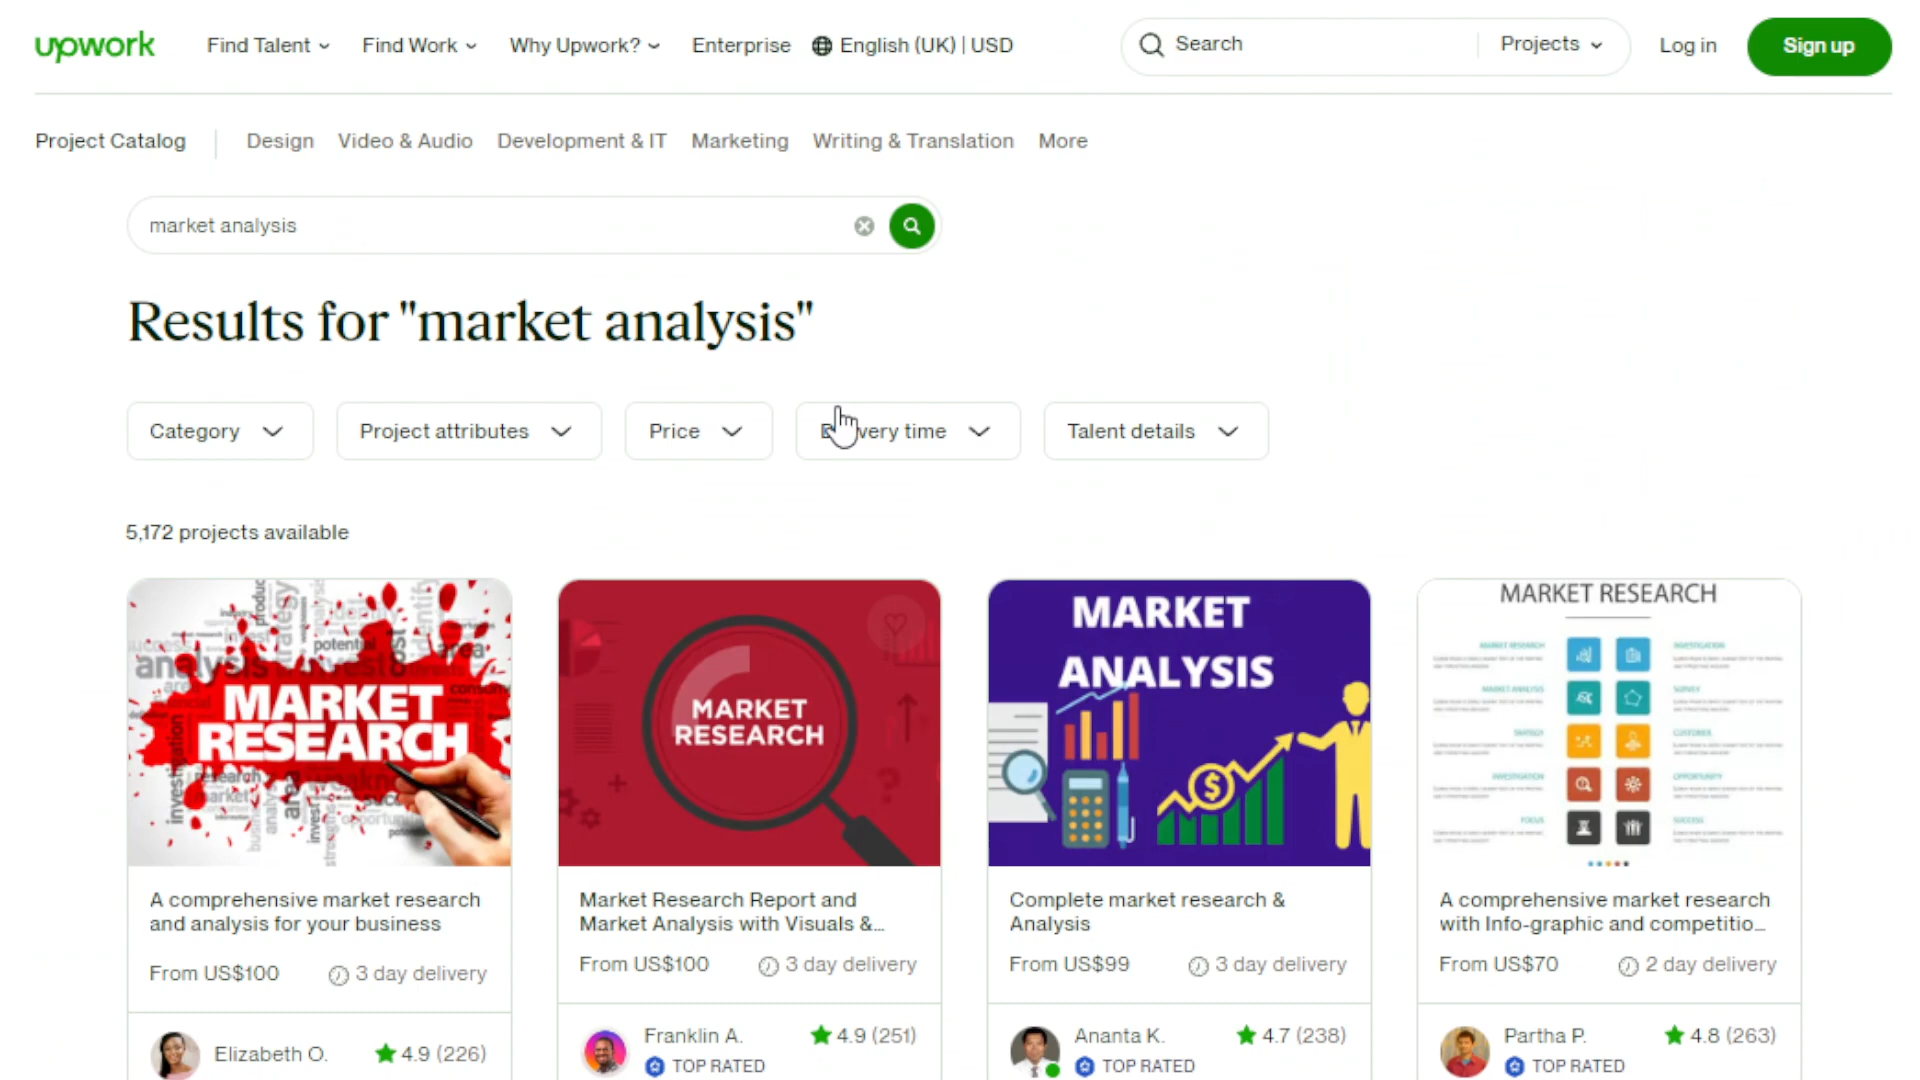 upwork
Find Talent
Find Work
Why Upwork?
Enterprise
English (UK) | USD
Search
Projects
Log in
Sign up
Project Catalog
Design
Video & Audio
Development & IT
Marketing
Writing & Translation
More
market analysis
Results for "market analysis"
Category
Project attributes
Price
very time
Talent details
5,172 projects available
MARKET
RESEARCH
A comprehensive market research
and analysis for your business
From US$100
3 day delivery
Elizabeth O.
4.9 (226)
MARKET
RESEARCH
Market Research Report and
Market Analysis with Visuals &...
From US$100
3 day delivery
Franklin A.
4.9 (251)
TOP RATED
MARKET
ANALYSIS
Complete market research &
Analysis
From US$99
3 day delivery
Ananta K.
4.7 (238)
TOP RATED
MARKET RESEARCH
A comprehensive market research
with Info-graphic and competitio...
From US$70
2 day delivery
Partha P.
4.8 (263)
TOP RATED